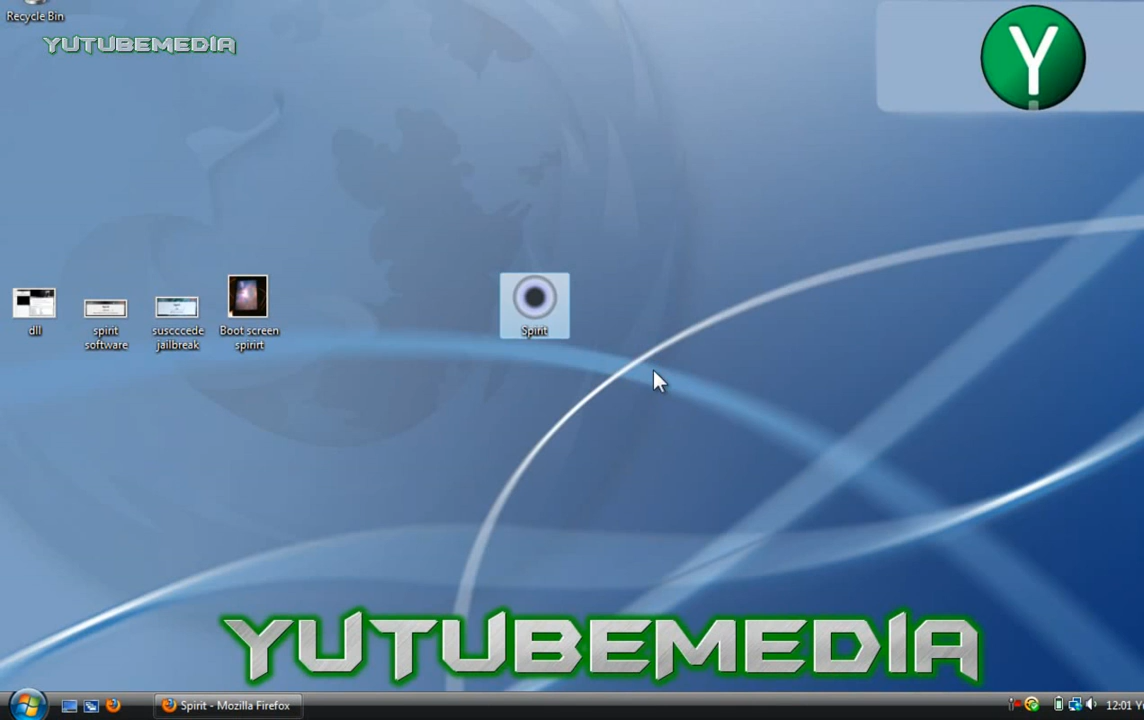 Recycle Bin
YUTUBEMEDIA
Y
dll
spirit
software
suscccede
jailbreak
Boot screen
spirirt
Spirit
YUTUBEMEDIA
Spirit - Mozilla Firefox
12:01